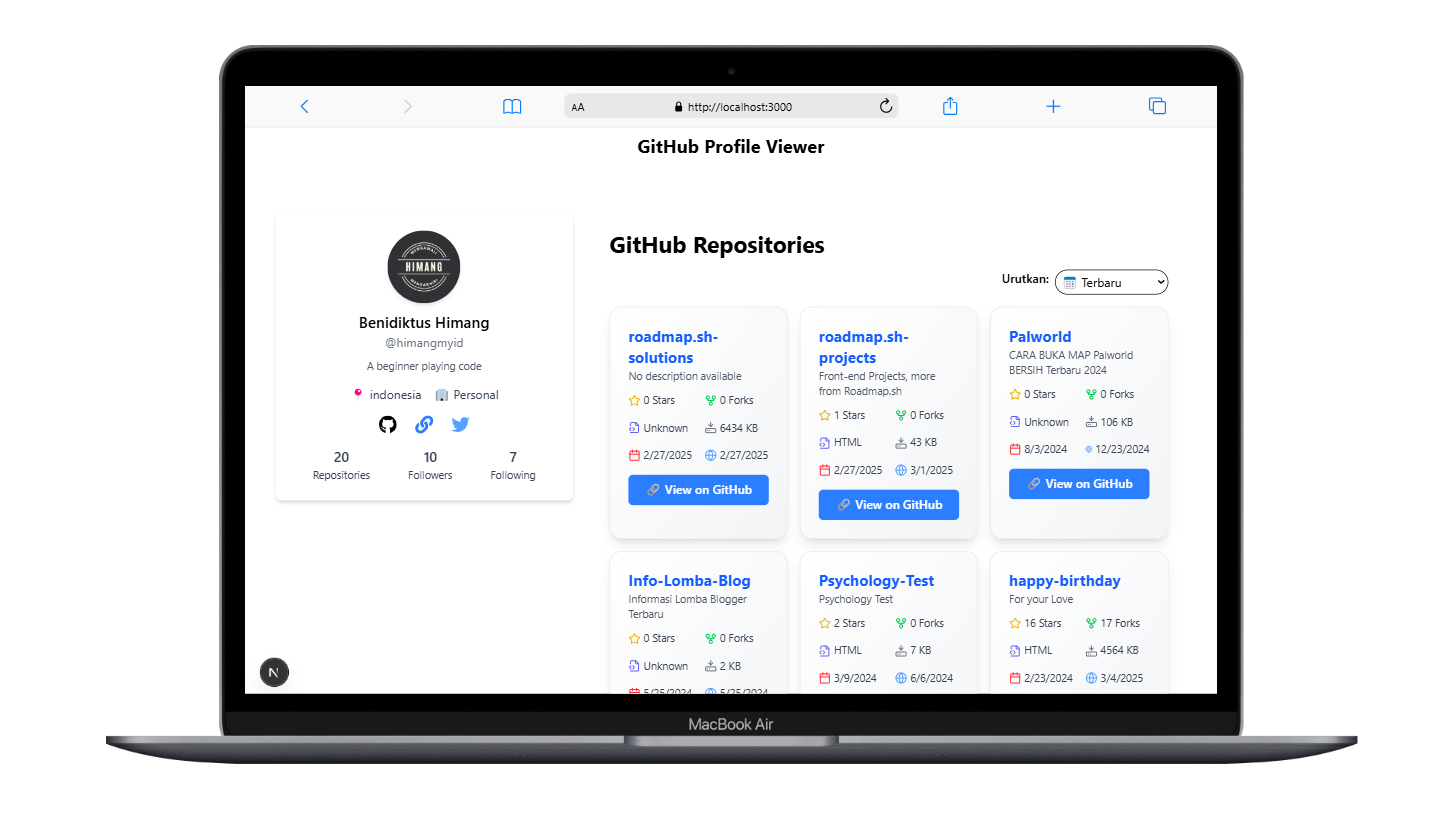 AA
http://localhost:3000
GitHub Profile Viewer
HIMANG
Benidiktus Himang
@himangmyid
A beginner playing code
indonesia Personal
20 10 7
Repositories Followers Following
GitHub Repositories
Urutkan: Terbaru
roadmap.sh-
solutions
No description available
0 Stars 0 Forks
Unknown 6434 KB
2/27/2025 2/27/2025
View on GitHub
roadmap.sh-
projects
Front-end Projects, more
from Roadmap.sh
1 Stars 0 Forks
HTML 43 KB
2/27/2025 3/1/2025
View on GitHub
Palworld
CARA BUKA MAP Palworld
BERSIH Terbaru 2024
0 Stars 0 Forks
Unknown 106 KB
8/3/2024 12/23/2024
View on GitHub
Info-Lomba-Blog
Informasi Lomba Blogger
Terbaru
0 Stars 0 Forks
Unknown 2 KB
5/25/2024 5/25/2024
Psychology-Test
Psychology Test
2 Stars 0 Forks
HTML 7 KB
3/9/2024 6/6/2024
happy-birthday
For your Love
16 Stars 17 Forks
HTML 4564 KB
2/23/2024 3/4/2025
N
MacBook Air